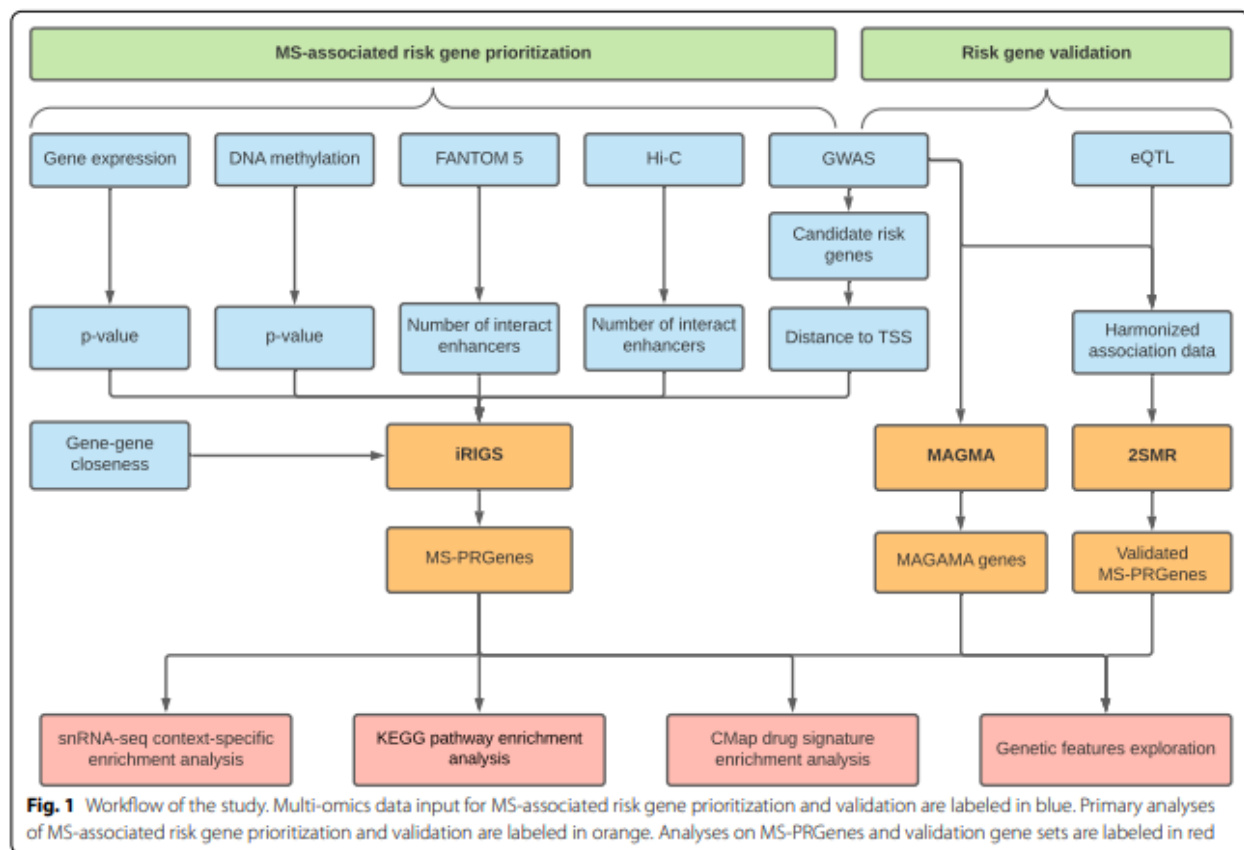 MS-associated risk gene prioritization
Risk gene validation
Gene expression
DNA methylation
FANTOM 5
Hi-C
GWAS
eQTL
Candidate risk
genes
p-value
p-value
Number of interact
enhancers
Number of interact
enhancers
Distance to TSS
Harmonized
association data
Gene-gene
closeness
iRIGS
MAGMA
2SMR
MS-PRGenes
MAGAMA genes
Validated
MS-PRGenes
snRNA-seq context-specific
enrichment analysis
KEGG pathway enrichment
analysis
CMap drug signature
enrichment analysis
Genetic features exploration
Fig. 1 Workflow of the study. Multi-omics data input for MS-associated risk gene prioritization and validation are labeled in blue. Primary analyses
of MS-associated risk gene prioritization and validation are labeled in orange. Analyses on MS-PRGenes and validation gene sets are labeled in red